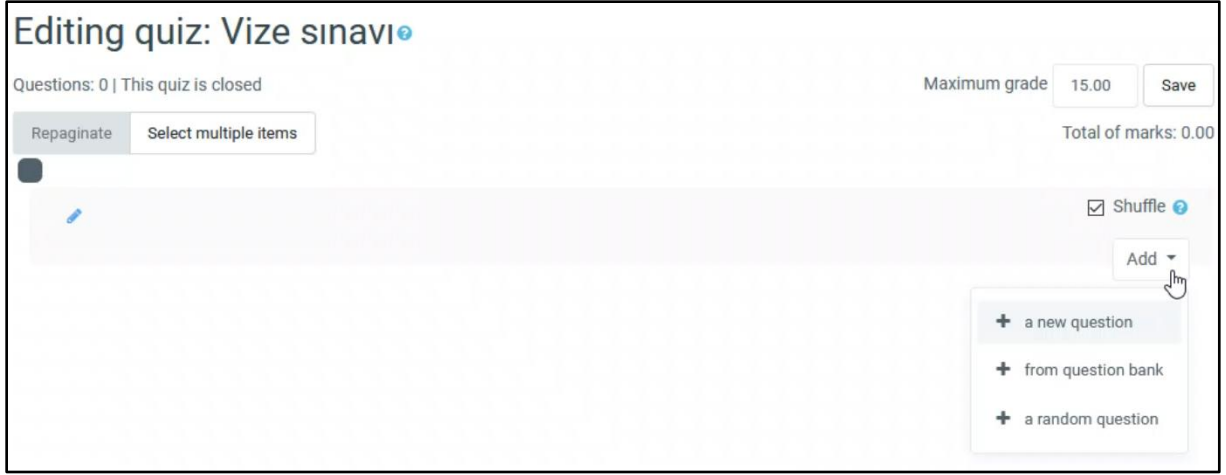 Editing quiz: Vize sınavı
Questions: 0 | This quiz is closed
Maximum grade 15.00 Save
Repaginate Select multiple items
Total of marks: 0.00
Shuffle
Add
a new question
from question bank
a random question